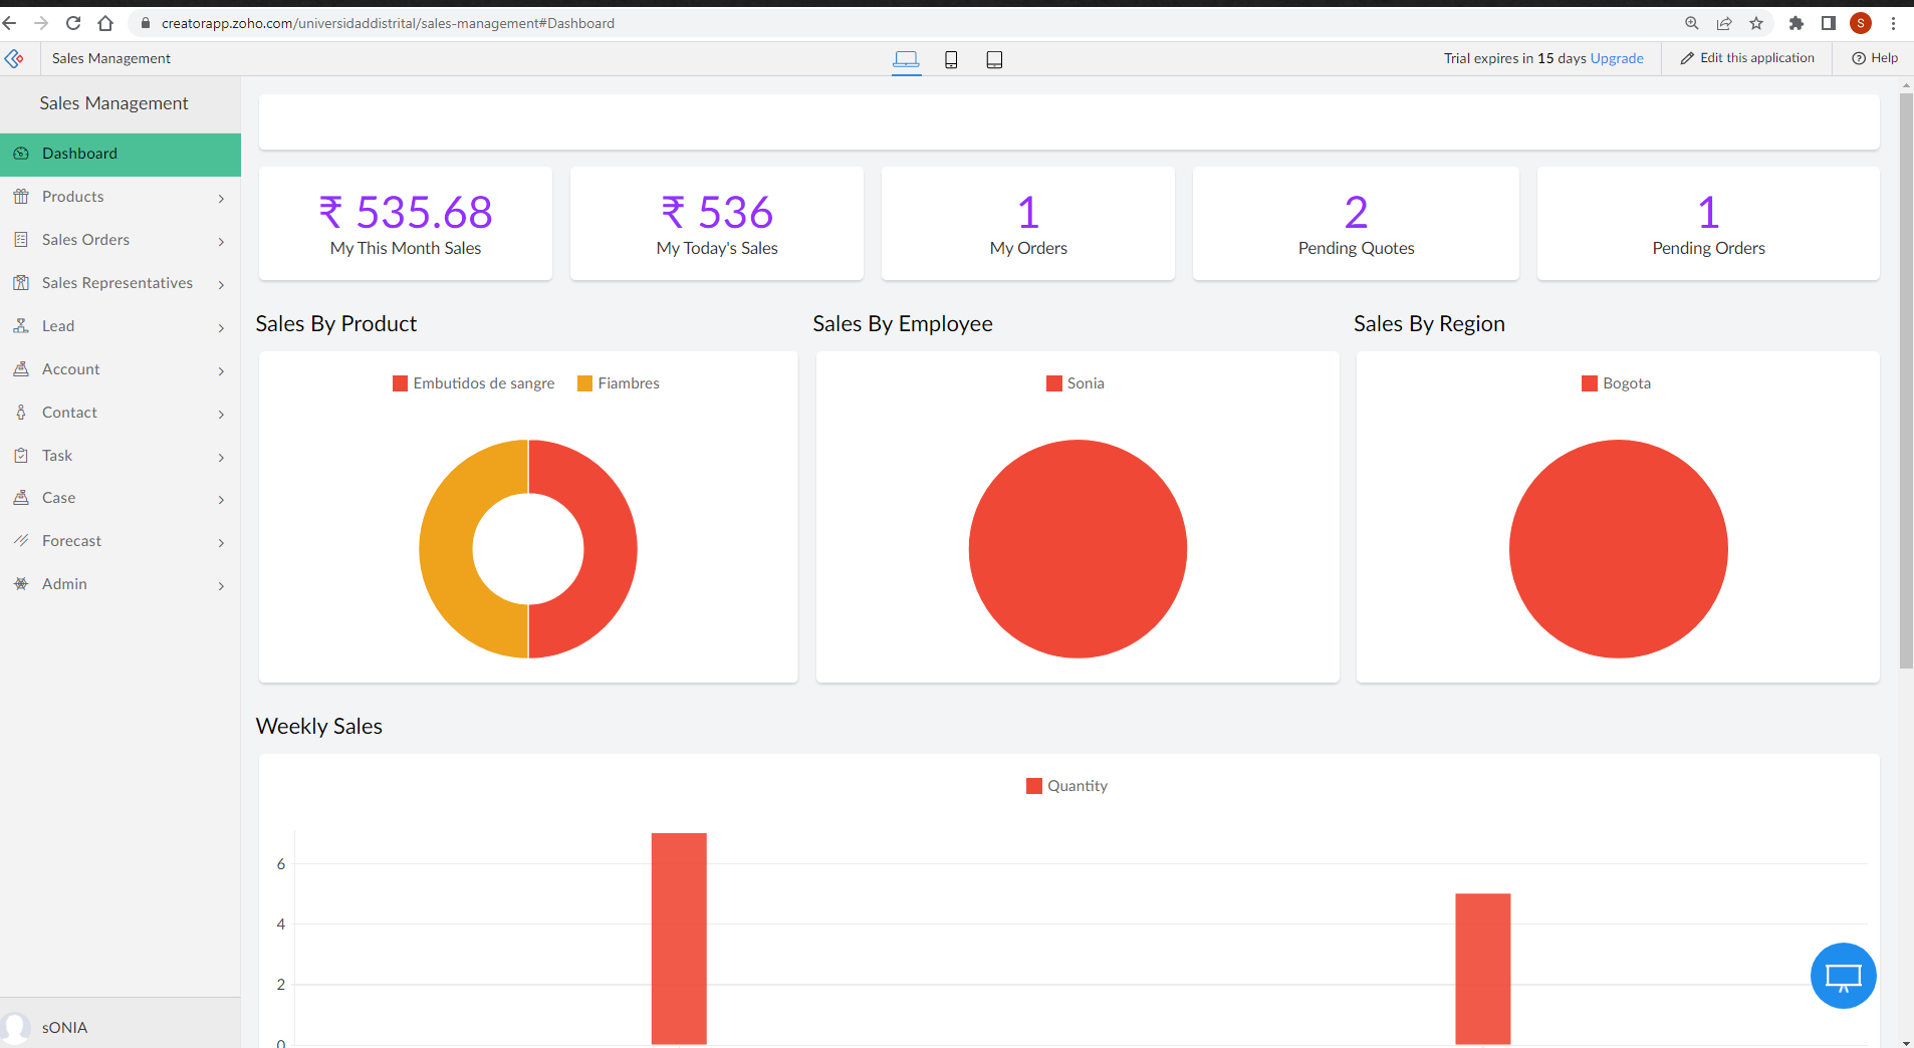 creatorapp.zoho.com/universidaddistrital/sales-management#Dashboard
S
Sales Management
Trial expires in 15 days Upgrade
Edit this application
Help
Sales Management
Dashboard
Products
Sales Orders
Sales Representatives
Lead
Account
Contact
Task
Case
Forecast
Admin
sONIA
₹ 535.68
My This Month Sales
₹ 536
My Today's Sales
1
My Orders
2
Pending Quotes
1
Pending Orders
Sales By Product
Embutidos de sangre
Fiambres
Sales By Employee
Sonia
Sales By Region
Bogota
Weekly Sales
Quantity
6
4
2
0